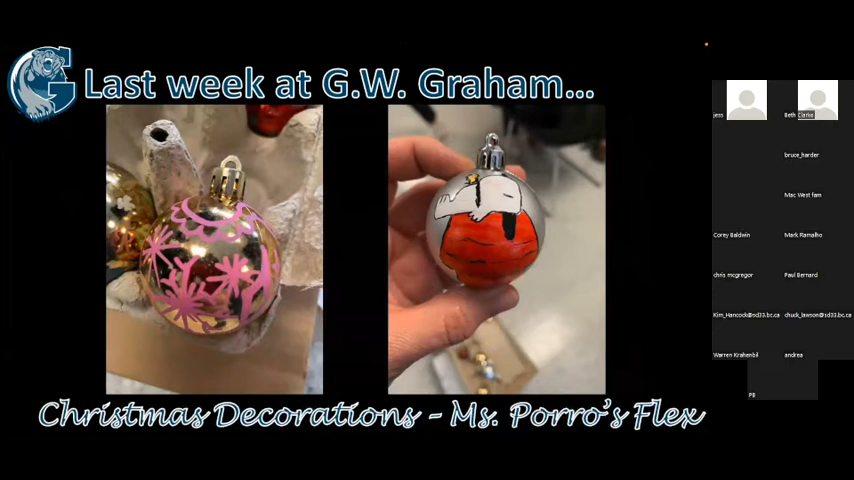 Last week at G.W. Graham...
Christmas Decorations - Ms. Porro's Flex
jess
Beth Clarke
bruce_harder
Mac West fam
Corey Baldwin
Mark Ramalho
chris mcgregor
Paul Bernard
Kim_Hancock@sd33.bc.ca
chuck_lawson@sd33.bc.ca
Warren Krahenbil
andrea
PB